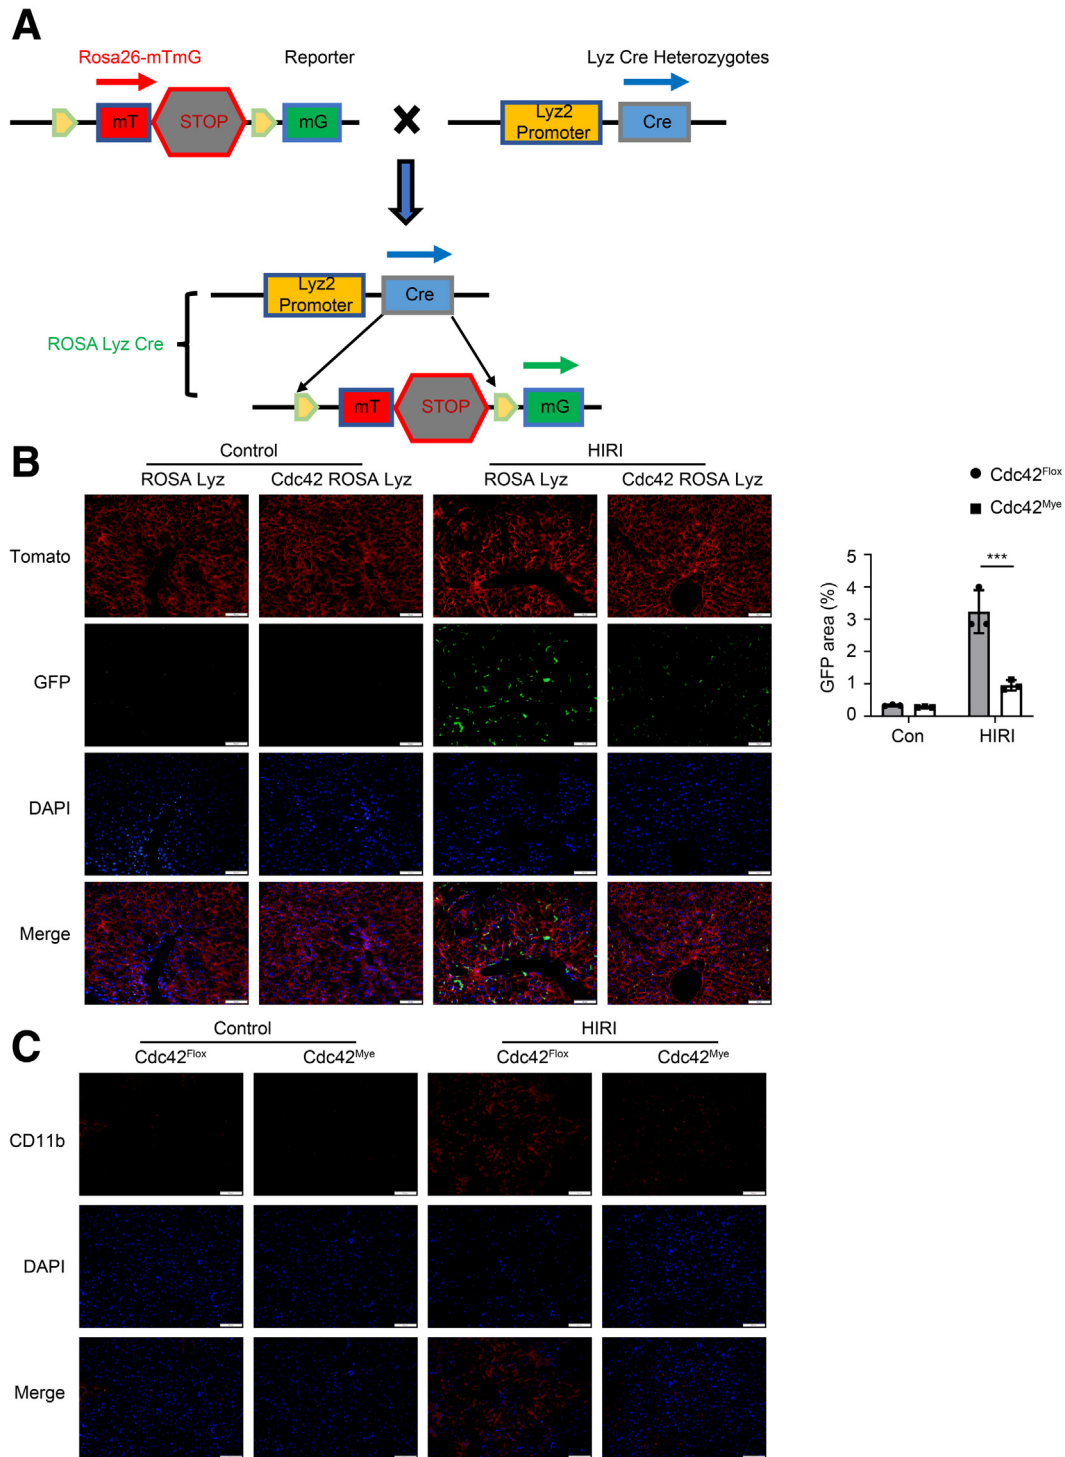 A
Rosa26-mTmG Reporter Lyz Cre Heterozygotes
mT STOP mG Lyz2 Promoter Cre
Lyz2
Promoter
Cre
ROSA Lyz Cre
mT STOP mG
B
Control HIRI
ROSA Lyz Cdc42 ROSA Lyz ROSA Lyz Cdc42 ROSA Lyz
Tomato
GFP
DAPI
Merge
Cdc42Flox
Cdc42Mye
***
GFP area (%)
5
4
3
2
1
0
Con HIRI
C
Control HIRI
Cdc42Flox Cdc42Mye Cdc42Flox Cdc42Mye
CD11b
DAPI
Merge